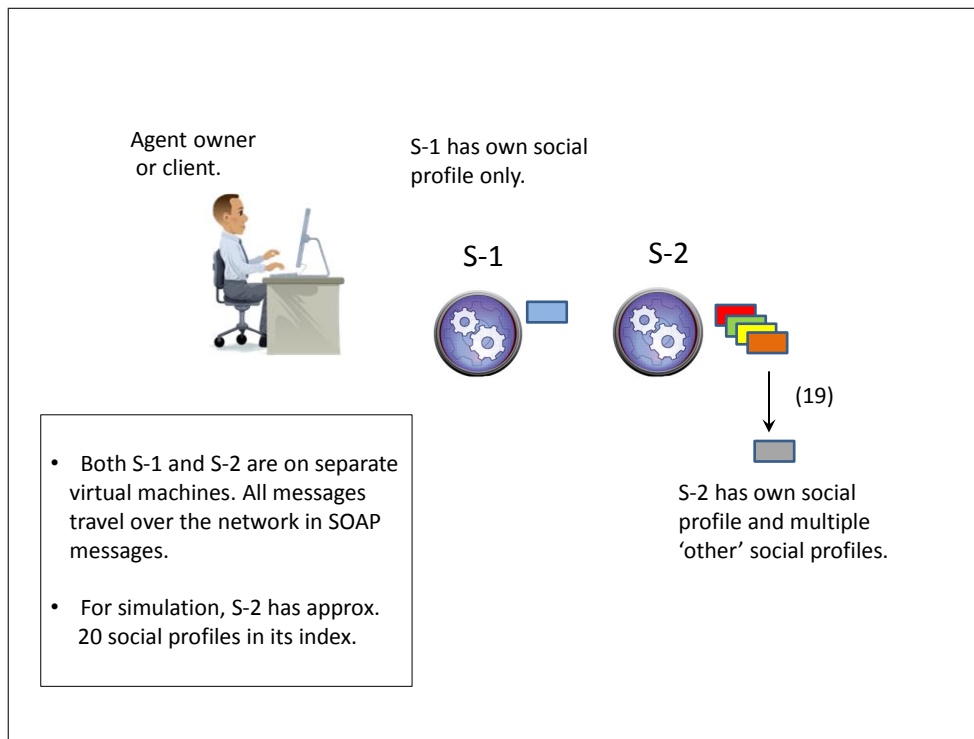 Agent owner
or client.
S-1 has own social
profile only.
S-1
S-2
(19)
S-2 has own social
profile and multiple
‘other’ social profiles.
• Both S-1 and S-2 are on separate
virtual machines. All messages
travel over the network in SOAP
messages.
• For simulation, S-2 has approx.
20 social profiles in its index.